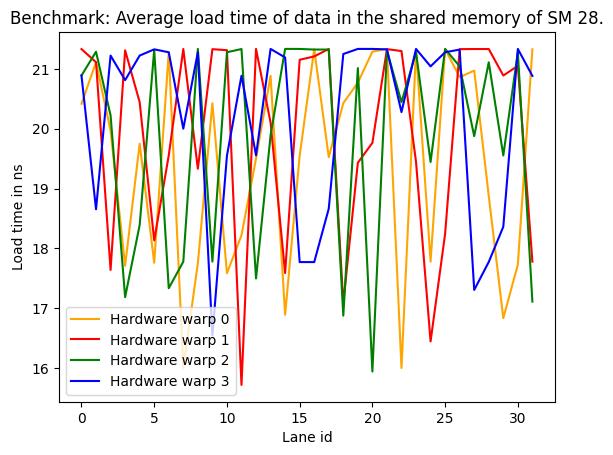 Benchmark: Average load time of data in the shared memory of SM 28.
Load time in ns
21
20
19
18
17
16
Hardware warp 0
Hardware warp 1
Hardware warp 2
Hardware warp 3
0
5
10
15
20
25
30
Lane id